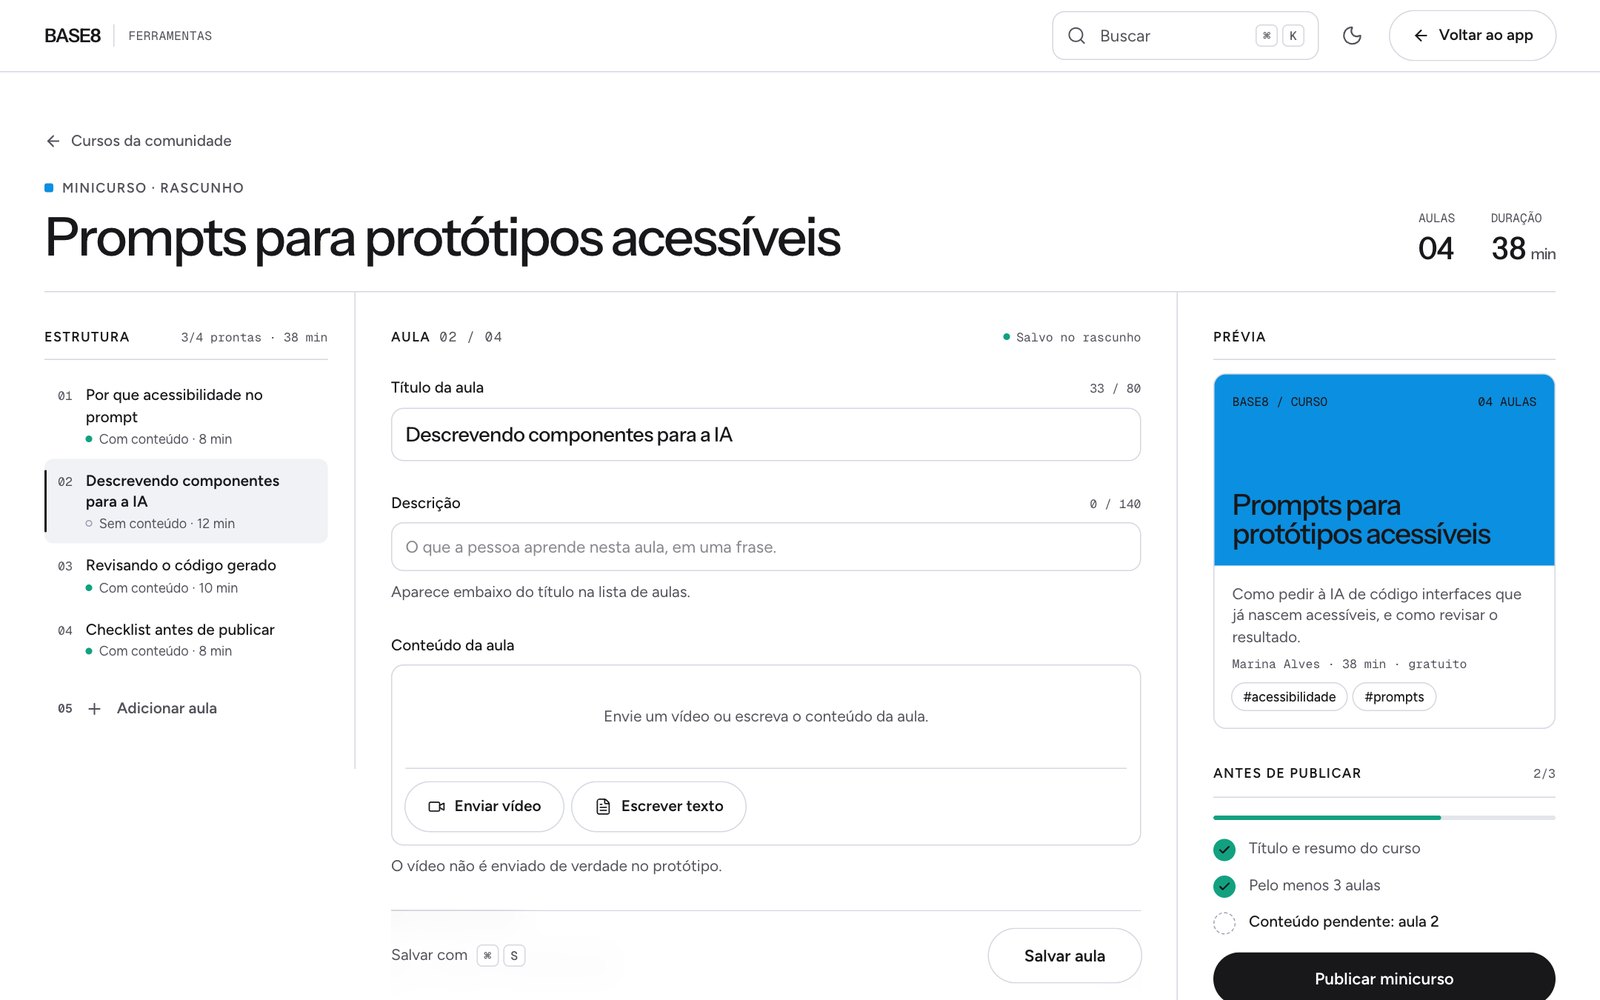 BASE8
FERRAMENTAS
Buscar
⌘ K
Voltar ao app
Cursos da comunidade
MINICURSO · RASCUNHO
Prompts para protótipos acessíveis
AULAS
04
DURAÇÃO
38 min
ESTRUTURA
3/4 prontas · 38 min
01 Por que acessibilidade no
prompt
Com conteúdo · 8 min
02 Descrevendo componentes
para a IA
Sem conteúdo · 12 min
03 Revisando o código gerado
Com conteúdo · 10 min
04 Checklist antes de publicar
Com conteúdo · 8 min
05 + Adicionar aula
AULA 02 / 04
Salvo no rascunho
Título da aula
33 / 80
Descrevendo componentes para a IA
Descrição
0 / 140
O que a pessoa aprende nesta aula, em uma frase.
Aparece embaixo do título na lista de aulas.
Conteúdo da aula
Envie um vídeo ou escreva o conteúdo da aula.
Enviar vídeo
Escrever texto
O vídeo não é enviado de verdade no protótipo.
Salvar com ⌘ S
Salvar aula
PRÉVIA
BASE8 / CURSO
04 AULAS
Prompts para
protótipos acessíveis
Como pedir à IA de código interfaces que
já nascem acessíveis, e como revisar o
resultado.
Marina Alves · 38 min · gratuito
#acessibilidade
#prompts
ANTES DE PUBLICAR
2/3
Título e resumo do curso
Pelo menos 3 aulas
Conteúdo pendente: aula 2
Publicar minicurso